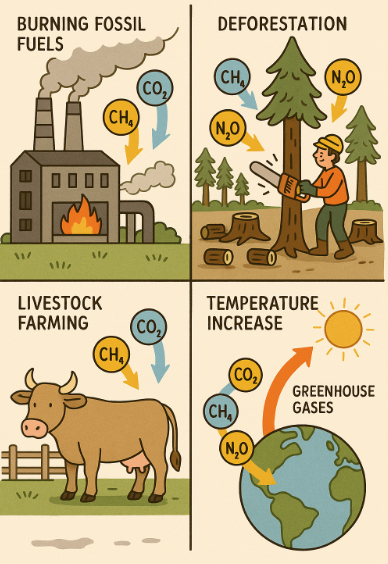 BURNING FOSSIL
FUELS
CO₂
CH₄
DEFORESTATION
CH₄
N₂O
N₂O
LIVESTOCK
FARMING
CO₂
CH₄
TEMPERATURE
INCREASE
CO₂
GREENHOUSE
GASES
CH₄
N₂O